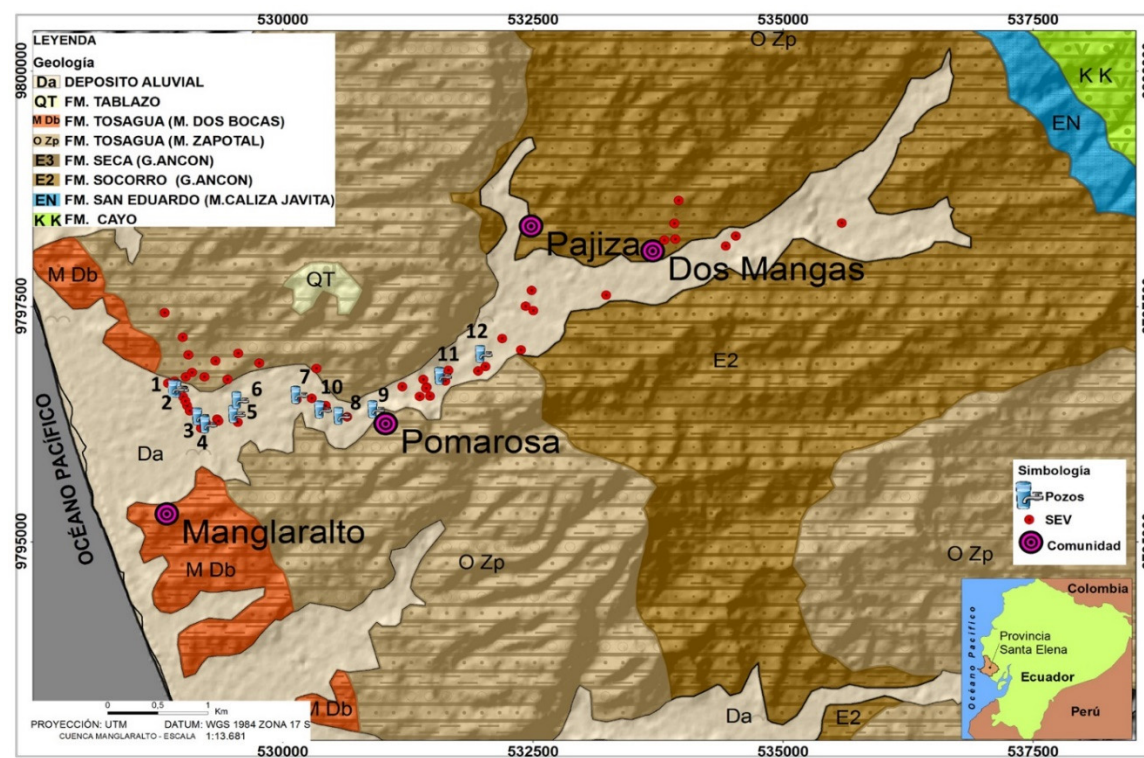 530000 532500 535000 537500
LEYENDA
Geología
Da DEPOSITO ALUVIAL
QT FM. TABLAZO
M Db FM. TOSAGUA (M. DOS BOCAS)
O Zp FM. TOSAGUA (M. ZAPOTAL)
E3 FM. SECA (G.ANCON)
E2 FM. SOCORRO (G.ANCON)
EN FM. SAN EDUARDO (M.CALIZA JAVITA)
K K FM. CAYO
O Zp
9800000
9800000
K K
EN
Pajiza
Dos Mangas
M Db
QT
9797500
12
11
E2
1
2
6
7
10
9
5
8
3
4
Pomarosa
Da
OCÉANO PACÍFICO
Manglaralto
M Db
9795000
O Zp
O Zp
Simbología
Pozos
SEV
Comunidad
Colombia
Océano Pacífico
Provincia
Santa Elena
Ecuador
Perú
M Db
Da
E2
0 0,5 1
Km
PROYECCIÓN: UTM DATUM: WGS 1984 ZONA 17 S
CUENCA MANGLARALTO - ESCALA 1:13.681
530000 532500 535000 537500